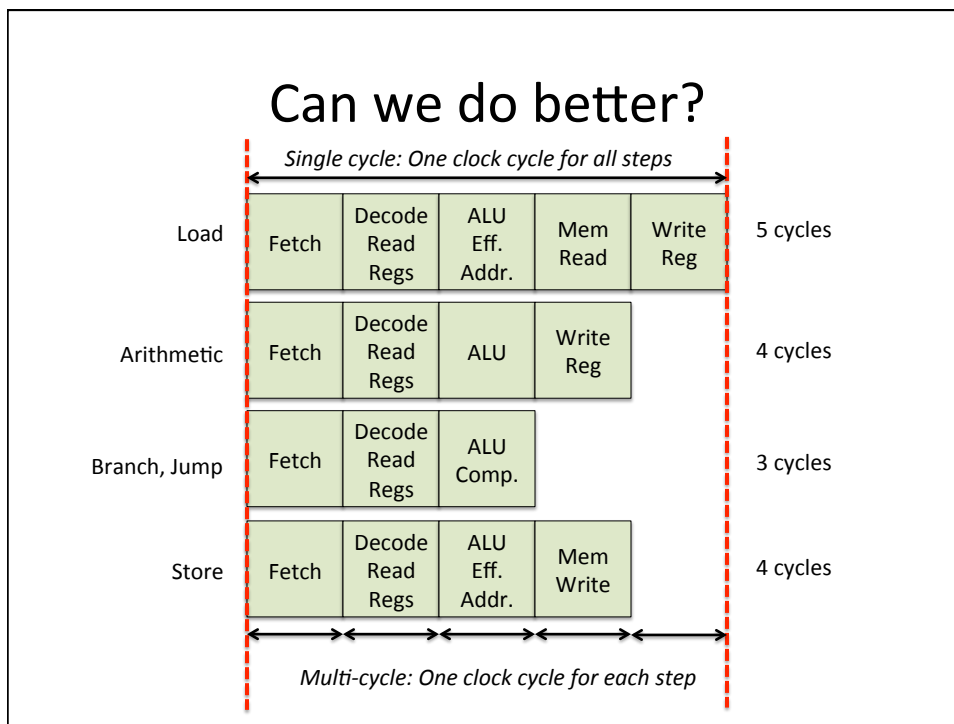 Can we do better?
Single cycle: One clock cycle for all steps
Load
Fetch
Decode
Read
Regs
ALU
Eff.
Addr.
Mem
Read
Write
Reg
5 cycles
Arithmetic
Fetch
Decode
Read
Regs
ALU
Write
Reg
4 cycles
Branch, Jump
Fetch
Decode
Read
Regs
ALU
Comp.
3 cycles
Store
Fetch
Decode
Read
Regs
ALU
Eff.
Addr.
Mem
Write
4 cycles
Multi-cycle: One clock cycle for each step